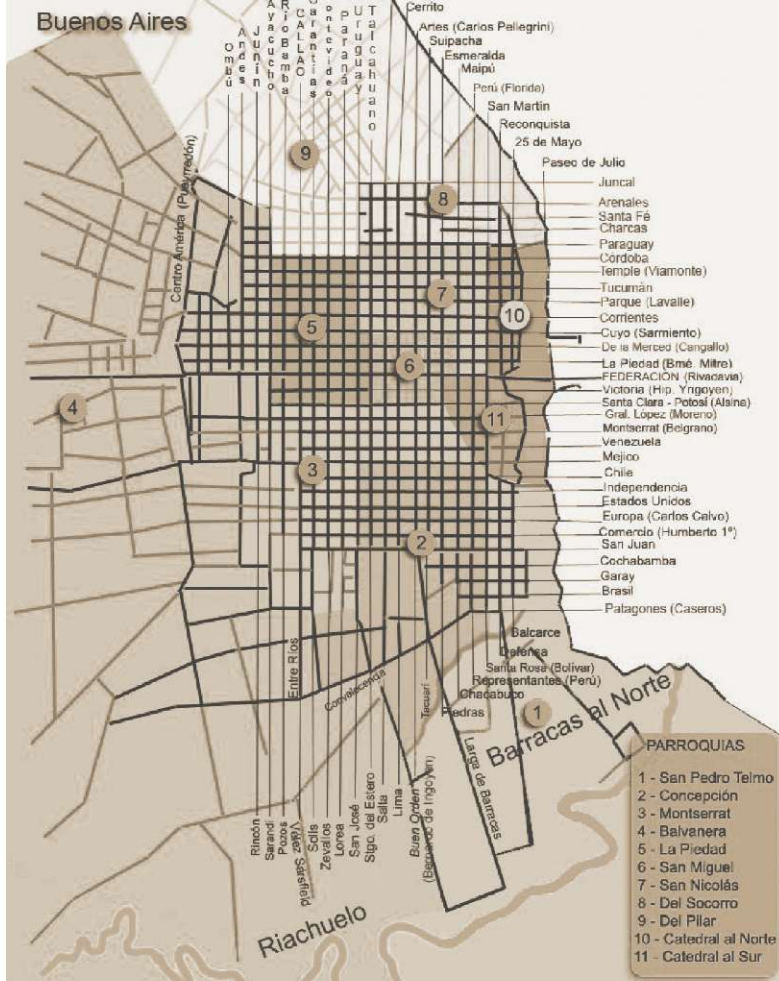 Buenos Aires
Ombú
Andes
Junín
Ayacucho
Río Bamba
CALLAO
Garantías
Montevideo
Paraná
Uruguay
Talcahuano
Cerrito
Artes (Carlos Pellegrini)
Suipacha
Esmeralda
Maipú
Perú (Florida)
San Martín
Reconquista
25 de Mayo
Paseo de Julio
Juncal
Arenales
Santa Fé
Charcas
Paraguay
Córdoba
Temple (Viamonte)
Tucumán
Parque (Lavalle)
Corrientes
Cuyo (Sarmiento)
De la Merced (Cangallo)
La Piedad (Bmé. Mitre)
FEDERACIÓN (Rivadavia)
Victoria (Hip. Yrigoyen)
Santa Clara - Potosí (Alsina)
Gral. López (Moreno)
Montserrat (Belgrano)
Venezuela
Mejico
Chile
Independencia
Estados Unidos
Europa (Carlos Calvo)
Comercio (Humberto 1º)
San Juan
Cochabamba
Garay
Brasil
Patagones (Caseros)
Centro América (Pueyrredón)
9
8
7
10
5
6
4
11
3
2
1
Balcarce
Defensa
Santa Rosa (Bolívar)
Representantes (Perú)
Chacabuco
Piedras
Tacuarí
Entre Ríos
Convalecencia
Larga de Barracas
Barracas al Norte
Rincón
Sarandí
Pozos
Velez Sarsfield
Solís
Zevallos
Lorea
San José
Stgo. del Estero
Salta
Lima
Buen Orden
(Bernardo de Irigoyen)
Riachuelo
PARROQUIAS
1 - San Pedro Telmo
2 - Concepción
3 - Montserrat
4 - Balvanera
5 - La Piedad
6 - San Miguel
7 - San Nicolás
8 - Del Socorro
9 - Del Pilar
10 - Catedral al Norte
11 - Catedral al Sur